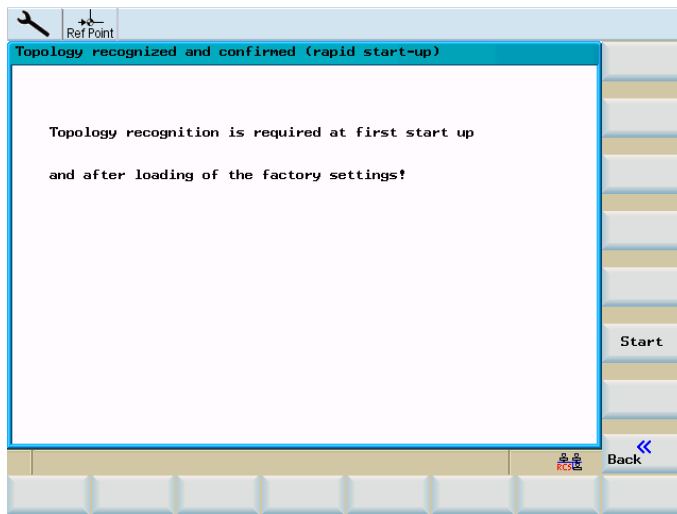 Ref Point
Topology recognized and confirmed (rapid start-up)
Topology recognition is required at first start up
and after loading of the factory settings!
Start
RCS
Back